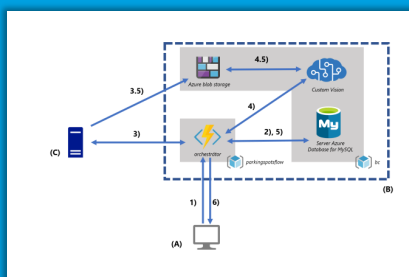 4.5)
Azure blob storage
Custom Vision
3.5)
4)
(C)
3)
2), 5)
My
orchestrator
Server Azure
Database for MySQL
parkingspotsflow
bc
(B)
1)
6)
(A)